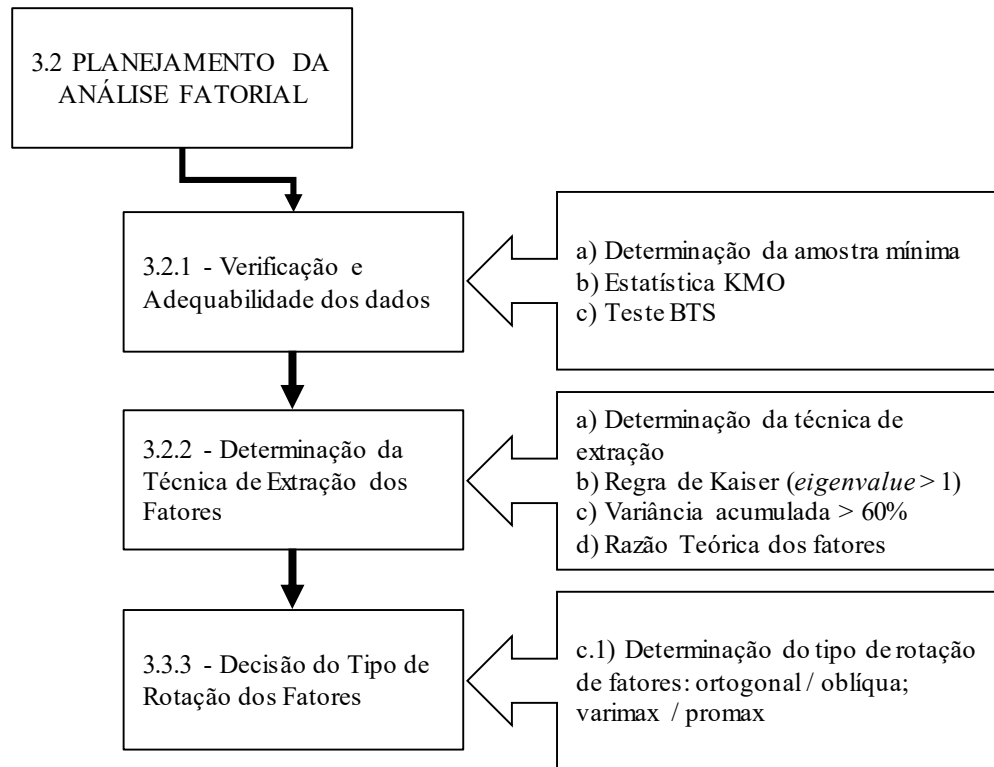 3.2 PLANEJAMENTO DA
ANÁLISE FATORIAL
3.2.1 - Verificação e
Adequabilidade dos dados
a) Determinação da amostra mínima
b) Estatística KMO
c) Teste BTS
3.2.2 - Determinação da
Técnica de Extração dos
Fatores
a) Determinação da técnica de
extração
b) Regra de Kaiser (eigenvalue > 1)
c) Variância acumulada > 60%
d) Razão Teórica dos fatores
3.3.3 - Decisão do Tipo de
Rotação dos Fatores
c.1) Determinação do tipo de rotação
de fatores: ortogonal / oblíqua;
varimax / promax